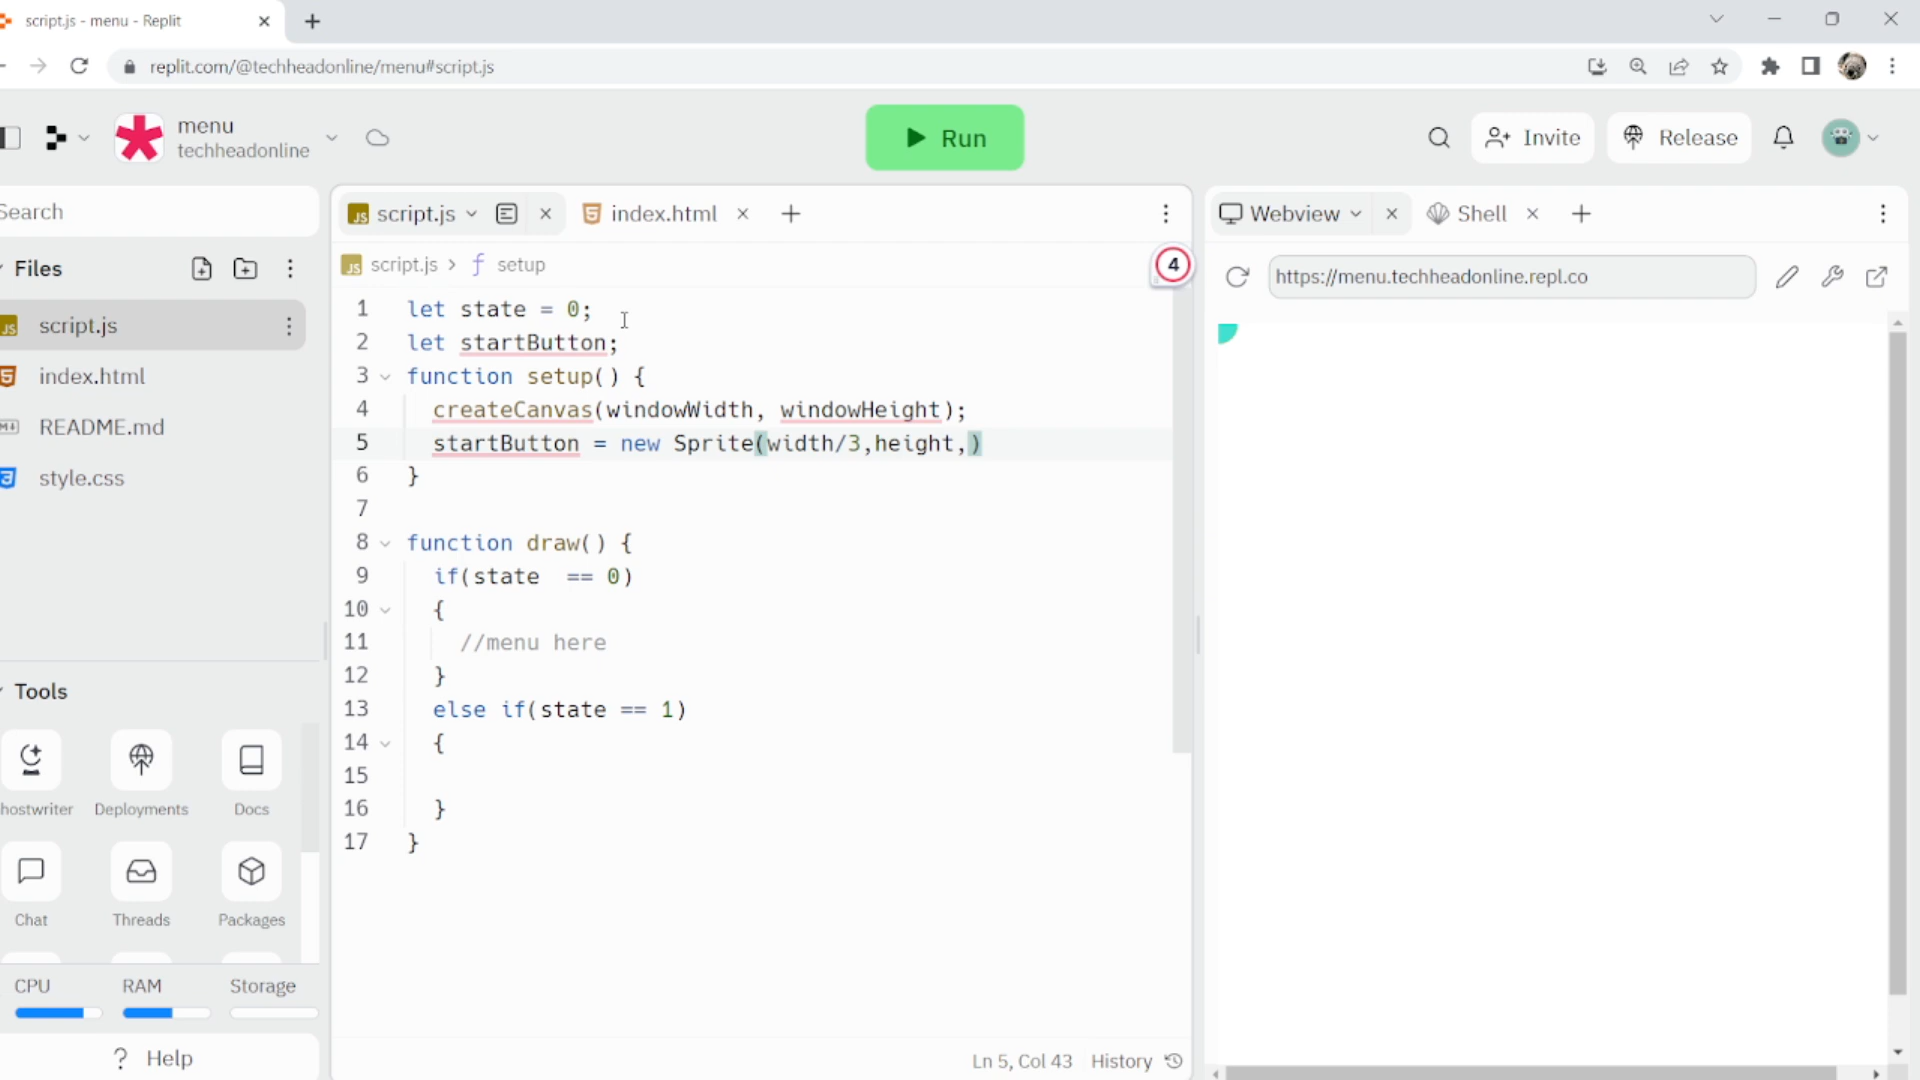 script.js - menu - Replit
replit.com/@techheadonline/menu#script.js
menu
techheadonline
Run
Invite
Release
Search
Files
script.js
index.html
README.md
style.css
Tools
hostwriter
Deployments
Docs
Chat
Threads
Packages
CPU
RAM
Storage
? Help
JS script.js
index.html
JS script.js > f setup
4
1 let state = 0;
2 let startButton;
3 function setup() {
4 createCanvas(windowWidth, windowHeight);
5 startButton = new Sprite(width/3,height,)
6 }
7
8 function draw() {
9 if(state  == 0)
10 {
11 //menu here
12 }
13 else if(state == 1)
14 {
15
16 }
17 }
Ln 5, Col 43 History
Webview
Shell
https://menu.techheadonline.repl.co